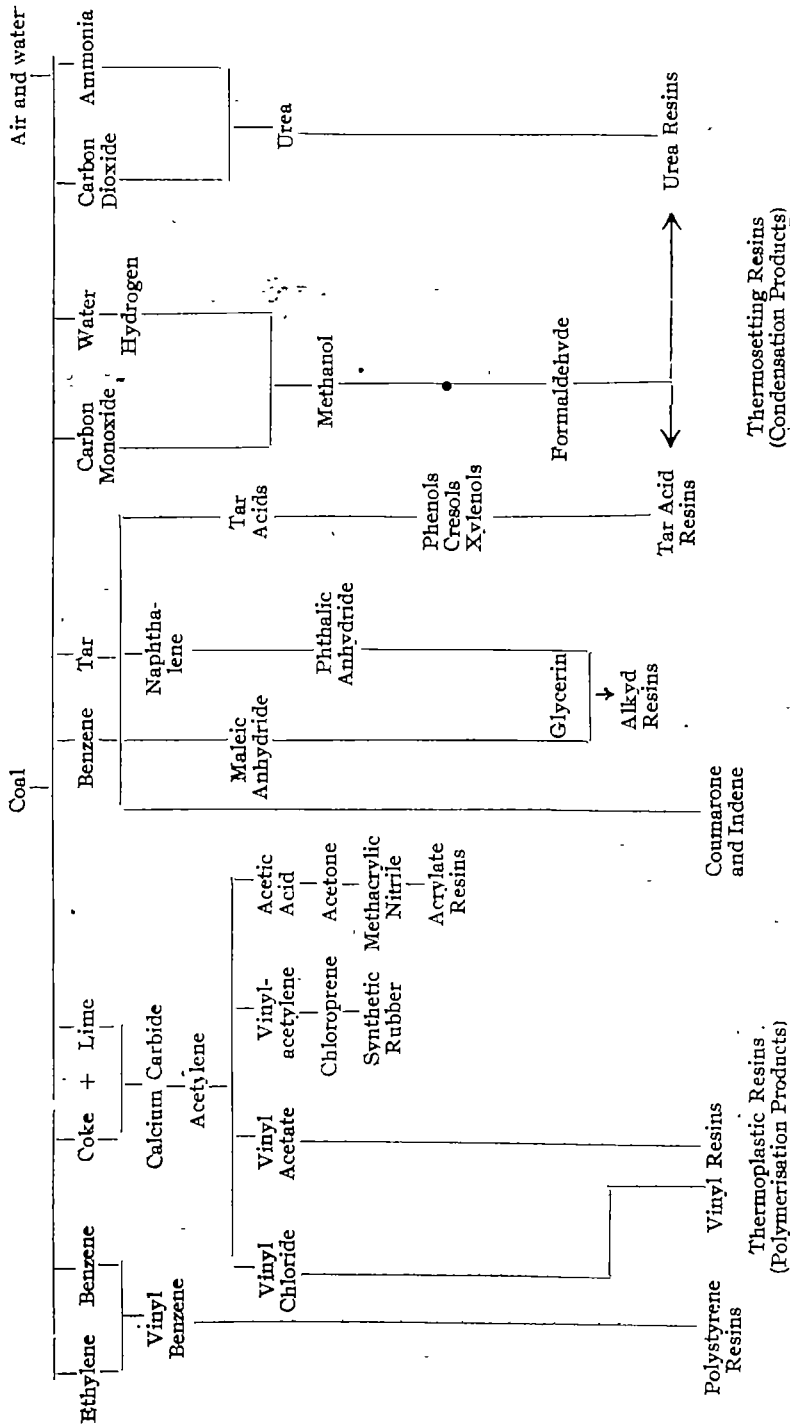 Coal
Air and water
Ethylene
Benzene
Coke + Lime
Benzene
Tar
Carbon
Monoxide
Water
Hydrogen
Carbon
Dioxide
Ammonia
Vinyl
Benzene
Calcium Carbide
Acetylene
Naphtha-
lene
Vinyl
Chloride
Vinyl
Acetate
Vinyl-
acetylene
Acetic
Acid
Maleic
Anhydride
Tar
Acids
Methanol
Urea
Chloroprene
Acetone
Phthalic
Anhydride
Synthetic
Rubber
Methacrylic
Nitrile
Phenols
Cresols
Xylenols
Acrylate
Resins
Glycerin
Formaldehyde
Alkyd
Resins
Polystyrene
Resins
Vinyl Resins
Coumarone
and Indene
Tar Acid
Resins
Urea Resins
Thermoplastic Resins
(Polymerisation Products)
Thermosetting Resins
(Condensation Products)